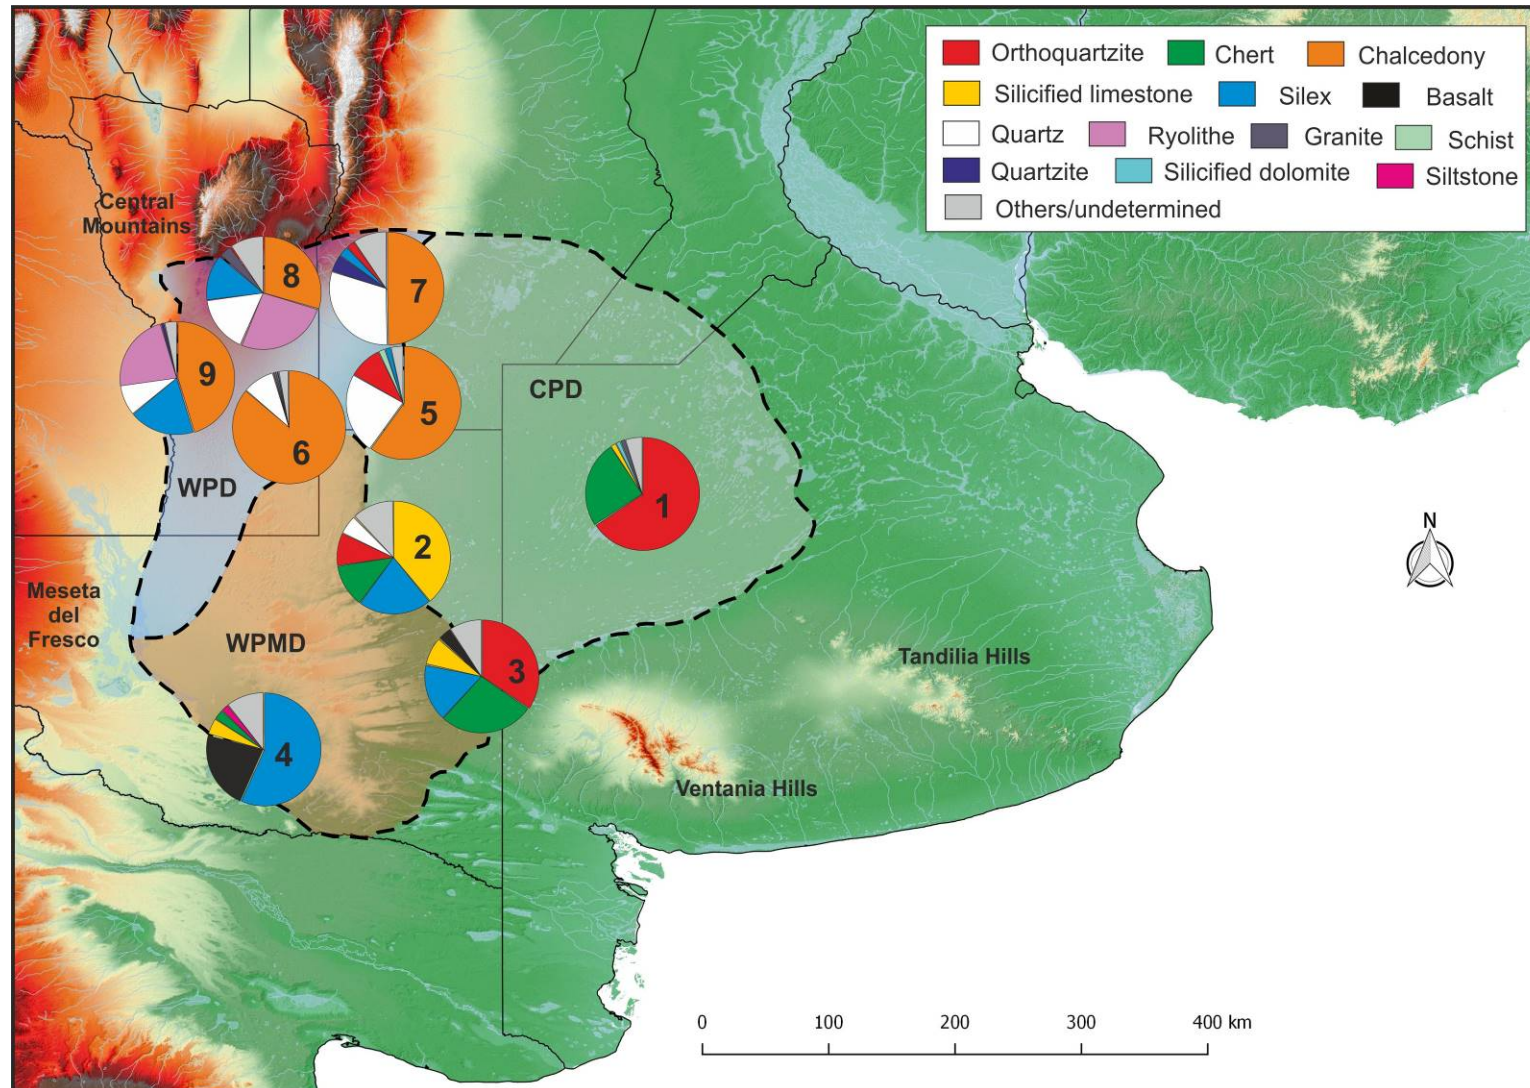 Orthoquartzite Chert Chalcedony
Silicified limestone Silex Basalt
Quartz Ryolithe Granite Schist
Quartzite Silicified dolomite Siltstone
Others/undetermined
Central
Mountains
8
7
9
5
CPD
6
WPD
1
2
N
Meseta
del
Fresco
WPMD
3
Tandilia Hills
4
Ventania Hills
0 100 200 300 400 km